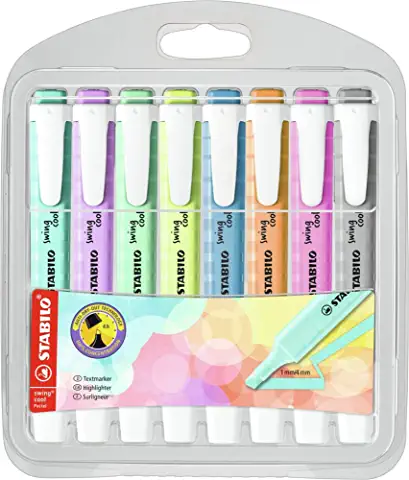 swing cool
STABILO
swing cool
STABILO
swing cool
STABILO
swing cool
STABILO
swing cool
STABILO
swing cool
STABILO
swing cool
STABILO
swing cool
STABILO
STABILO
swing cool
Pastel
4h
Textmarker
Highlighter
Surligneur
STABILO
1 mm/4 mm